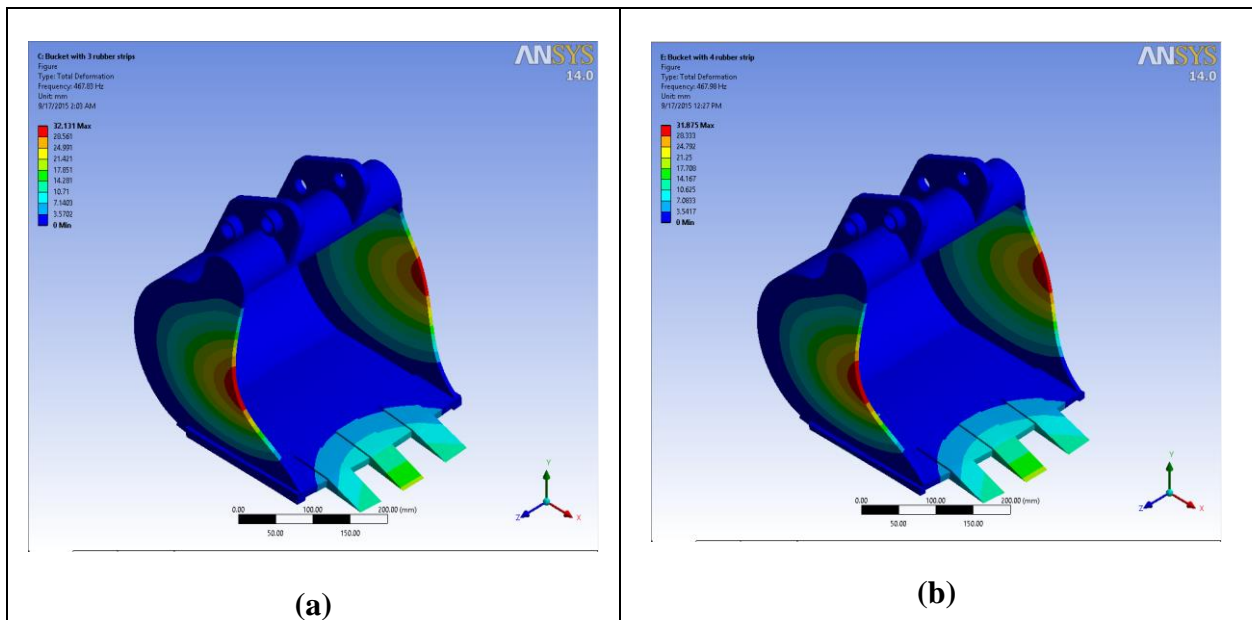 C: Bucket with 3 rubber strips
Figure
Type: Total Deformation
Frequency: 467.83 Hz
Unit: mm
9/17/2015 2:03 AM
32.131 Max
28.561
24.991
21.421
17.851
14.281
10.71
7.1403
3.5702
0 Min
ANSYS
14.0
0.00
100.00
200.00 (mm)
50.00
150.00
Y
Z
X
(a)
E: Bucket with 4 rubber strip
Figure
Type: Total Deformation
Frequency: 467.98 Hz
Unit: mm
9/17/2015 12:27 PM
31.875 Max
28.333
24.792
21.25
17.708
14.167
10.625
7.0833
3.5417
0 Min
ANSYS
14.0
0.00
100.00
200.00 (mm)
50.00
150.00
Y
Z
X
(b)